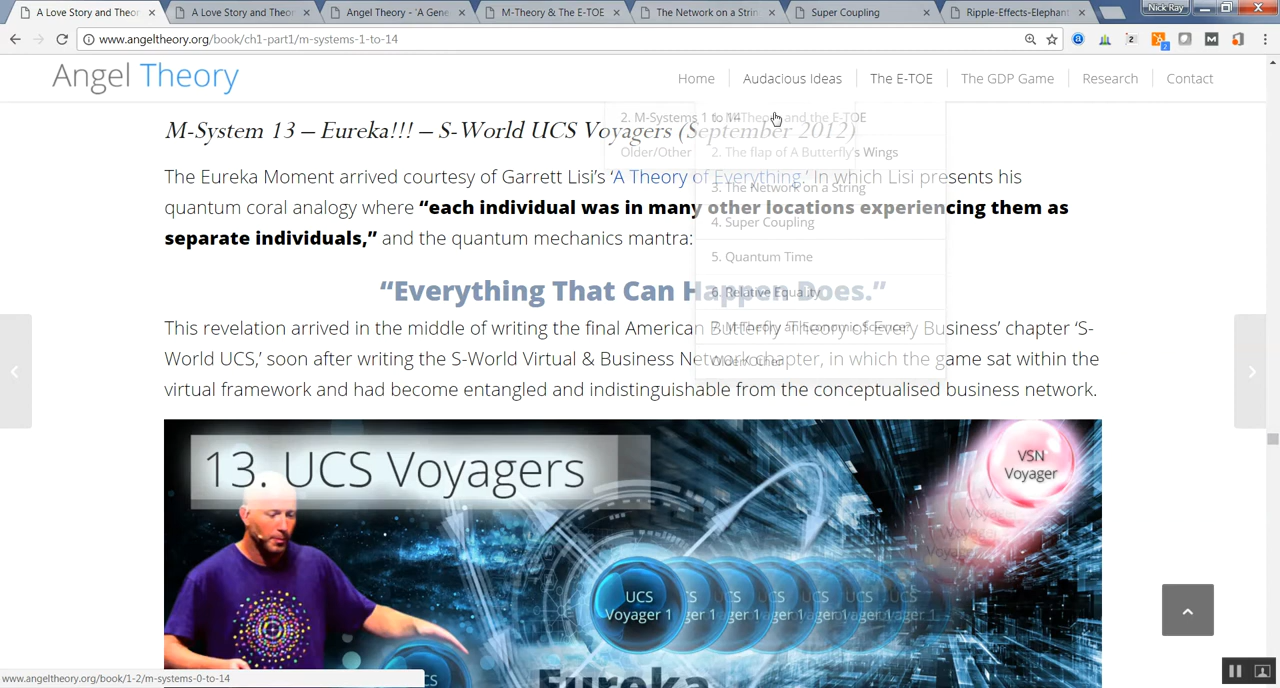 A Love Story and Theor
A Love Story and Theor
Angel Theory - 'A Gene
M-Theory & The E-TOE
The Network on a Strin
Super Coupling
Ripple-Effects-Elephant
Nick Ray
www.angeltheory.org/book/ch1-part1/m-systems-1-to-14
Angel Theory
Home
Audacious Ideas
The E-TOE
The GDP Game
Research
Contact
2. M-Systems 1 to 14
Older/Other
1. M-Theory and the E-TOE
2. The flap of A Butterfly's Wings
3. The Network on a String
4. Super Coupling
5. Quantum Time
6. Relative Equality
7. M-Theory an Economic Science?
Older/Other
M-System 13 – Eureka!!! – S-World UCS Voyagers (September 2012)
The Eureka Moment arrived courtesy of Garrett Lisi's 'A Theory of Everything.' In which Lisi presents his
quantum coral analogy where “each individual was in many other locations experiencing them as
separate individuals,” and the quantum mechanics mantra:
“Everything That Can Happen Does.”
This revelation arrived in the middle of writing the final American Butterfly 'Theory of Every Business' chapter 'S-
World UCS,' soon after writing the S-World Virtual & Business Network chapter, in which the game sat within the
virtual framework and had become entangled and indistinguishable from the conceptualised business network.
13. UCS Voyagers
VSN
Voyager
UCS
Voyager 1
Eureka
www.angeltheory.org/book/1-2/m-systems-0-to-14